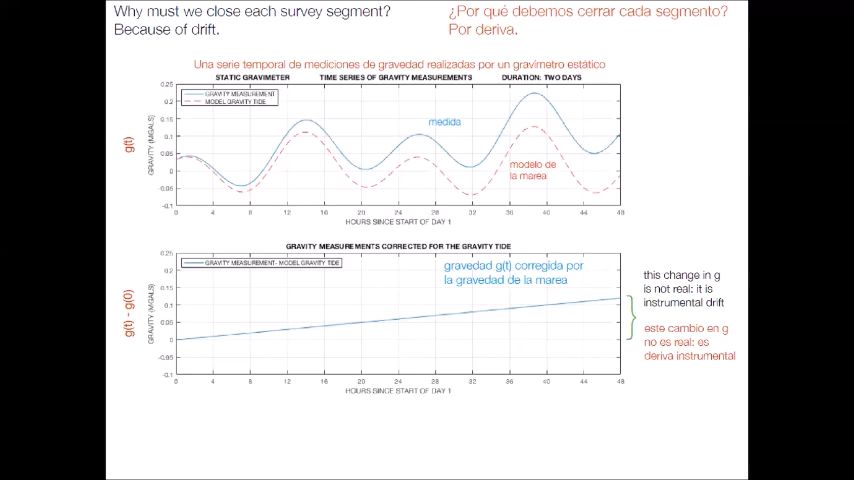 Why must we close each survey segment?
Because of drift.
¿Por qué debemos cerrar cada segmento?
Por deriva.
Una serie temporal de mediciones de gravedad realizadas por un gravímetro estático
STATIC GRAVIMETER TIME SERIES OF GRAVITY MEASUREMENTS DURATION: TWO DAYS
g(t)
GRAVITY (MGALS)
0.25
0.2
0.15
0.1
0.05
0
-0.05
-0.1
GRAVITY MEASUREMENT
MODEL GRAVITY TIDE
medida
modelo de
la marea
0 4 8 12 16 20 24 28 32 36 40 44 48
HOURS SINCE START OF DAY 1
GRAVITY MEASUREMENTS CORRECTED FOR THE GRAVITY TIDE
g(t) - g(0)
GRAVITY (MGALS)
0.25
0.2
0.15
0.1
0.05
0
-0.05
-0.1
GRAVITY MEASUREMENT- MODEL GRAVITY TIDE
gravedad g(t) corregida por
la gravedad de la marea
0 4 8 12 16 20 24 28 32 36 40 44 48
HOURS SINCE START OF DAY 1
this change in g
is not real: it is
instrumental drift
este cambio en g
no es real: es
deriva instrumental